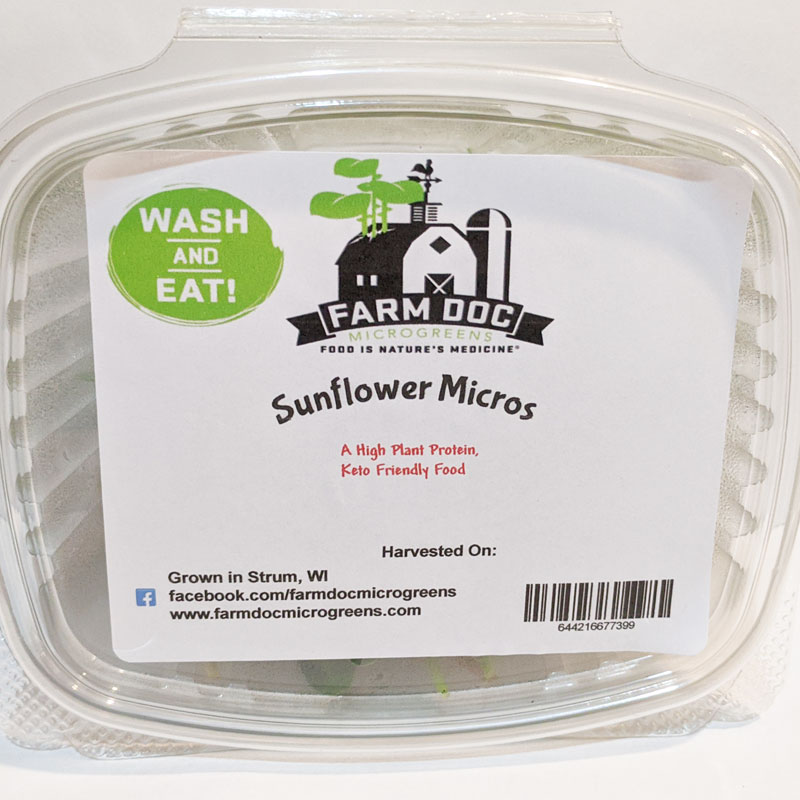 WASH
AND
EAT!
FARM DOC
MICROGREENS
FOOD IS NATURE'S MEDICINE®
Sunflower Micros
A High Plant Protein,
Keto Friendly Food
Harvested On:
Grown in Strum, WI
f facebook.com/farmdocmicrogreens
www.farmdocmicrogreens.com
644216677399